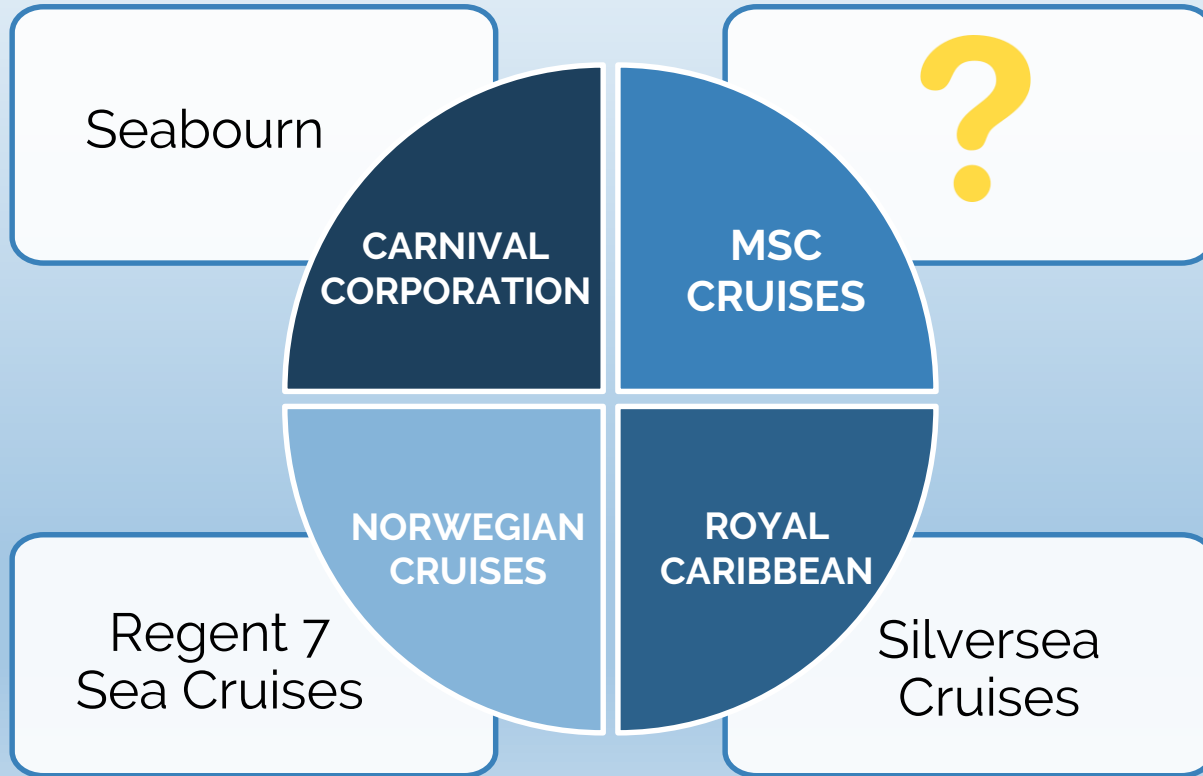 Seabourn
?
CARNIVAL
CORPORATION
MSC
CRUISES
NORWEGIAN
CRUISES
ROYAL
CARIBBEAN
Regent 7
Sea Cruises
Silversea
Cruises